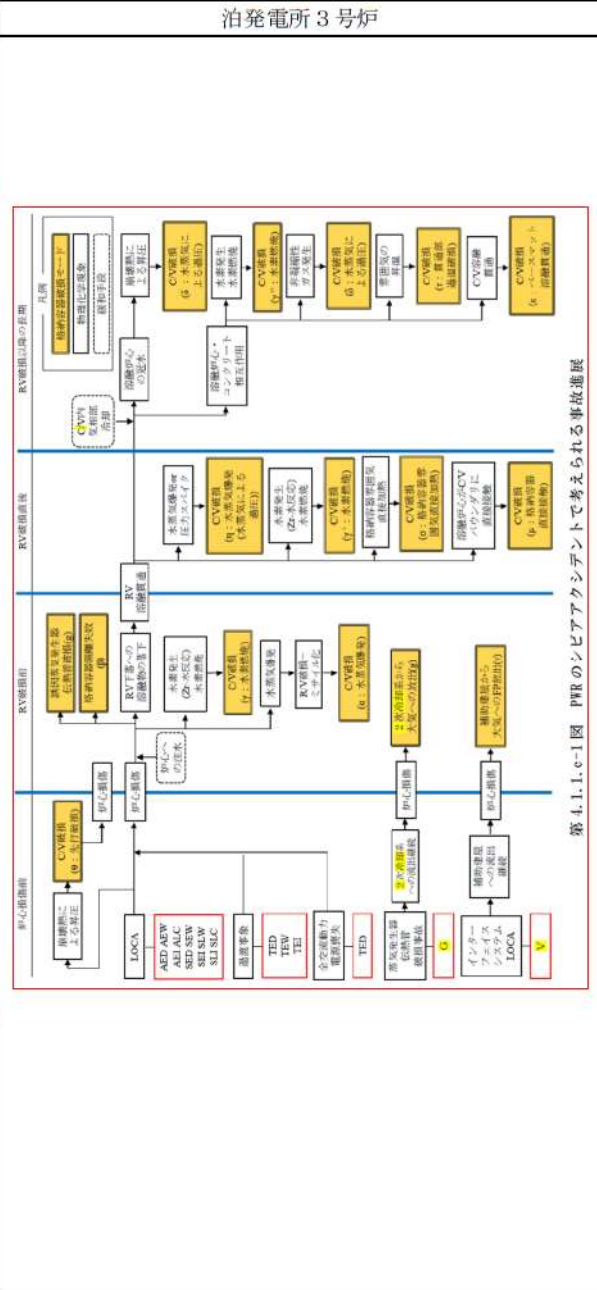 泊発電所3号炉
炉心損傷前
RV破損前
RV破損直後
RV破損以降の長期
凡例
格納容器破損モード
物理化学現象
緩和手段
崩壊熱に
よる昇圧
C/V破損
(θ：先行破損)
炉心損傷
LOCA
AED AEW
AEI ALC
SED SEW
SEI SLW
SLI SLC
過渡事象
TED
TEW
TEI
全交流動力
電源喪失
TED
蒸気発生器
伝熱管
破損事故
G
インター
フェイス
システム
LOCA
V
2次冷却系
への流出継続
補助建屋
への流出
継続
炉心損傷
炉心損傷
炉心損傷
誘因蒸気発生器
伝熱管破損(g)
格納容器隔離失敗
(β)
RV下部への
溶融物の落下
炉心へ
の注水
水素発生
(Zr-水反応)
水素燃焼
C/V破損
(γ：水素燃焼)
水蒸気爆発
RV破損－
ミサイル化
C/V破損
(α：水蒸気爆発)
2次冷却系から
大気への放出(g)
補助建屋から
大気へのFP放出(ν)
RV
溶融貫通
水蒸気爆発or
圧力スパイク
C/V破損
(η：水蒸気爆発
(水蒸気による
過圧))
水素発生
(Zr-水反応)
水素燃焼
C/V破損
(γ'：水素燃焼)
格納容器雰囲気
直接加熱
C/V破損
(σ：格納容器雰
囲気直接加熱)
溶融炉心がC/V
バウンダリに
直接接触
C/V破損
(μ：格納容器
直接接触)
C/V内
気相部
冷却
溶融炉心
の冠水
溶融炉心・
コンクリート
相互作用
崩壊熱に
よる昇圧
C/V破損
(δ：水蒸気に
よる過圧)
水素発生
水素燃焼
C/V破損
(γ''：水素燃焼)
非凝縮性
ガス発生
C/V破損
(δ：水蒸気に
よる過圧)
雰囲気の
昇温
C/V破損
(τ：貫通部
過温破損)
C/V溶融
貫通
C/V破損
(ε：ベースマット
溶融貫通)
第4.1.1.c-1図 PWRのシビアアクシデントで考えられる事故進展